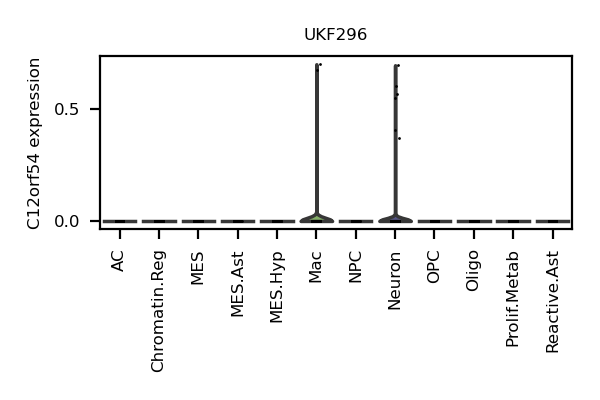 UKF296
C12orf54 expression
0.5
0.0
AC
Chromatin.Reg
MES
MES.Ast
MES.Hyp
Mac
NPC
Neuron
OPC
Oligo
Prolif.Metab
Reactive.Ast